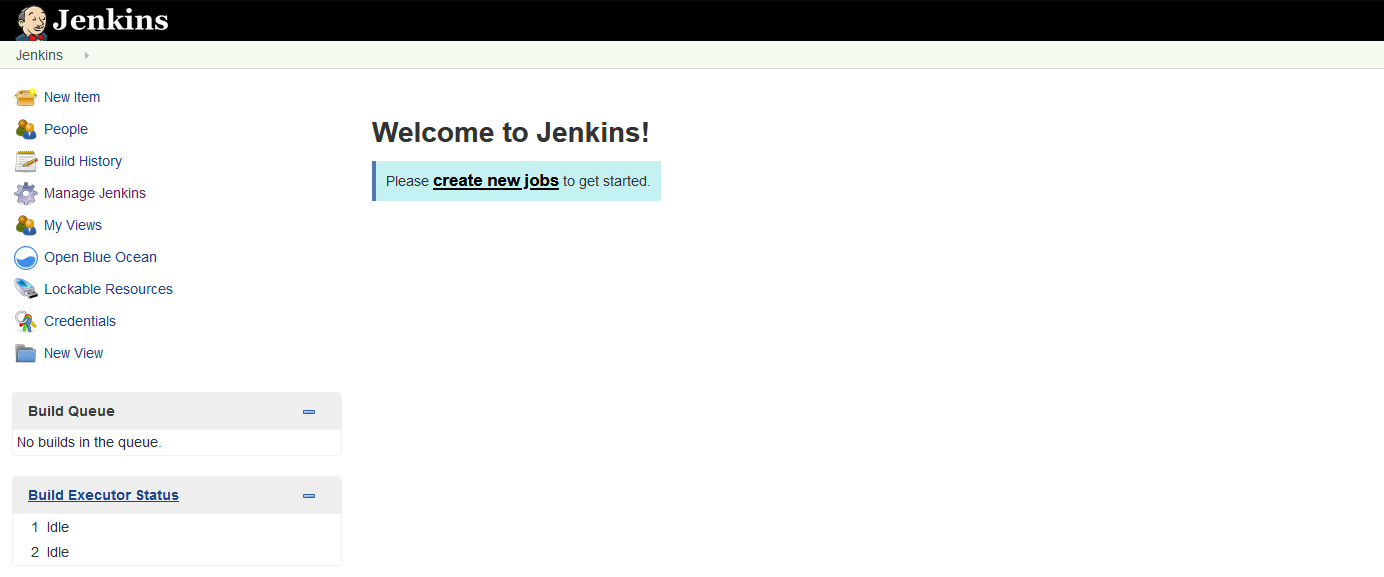 Jenkins
Jenkins
New Item
People
Build History
Manage Jenkins
My Views
Open Blue Ocean
Lockable Resources
Credentials
New View
Build Queue
No builds in the queue.
Build Executor Status
1 Idle
2 Idle
Welcome to Jenkins!
Please create new jobs to get started.